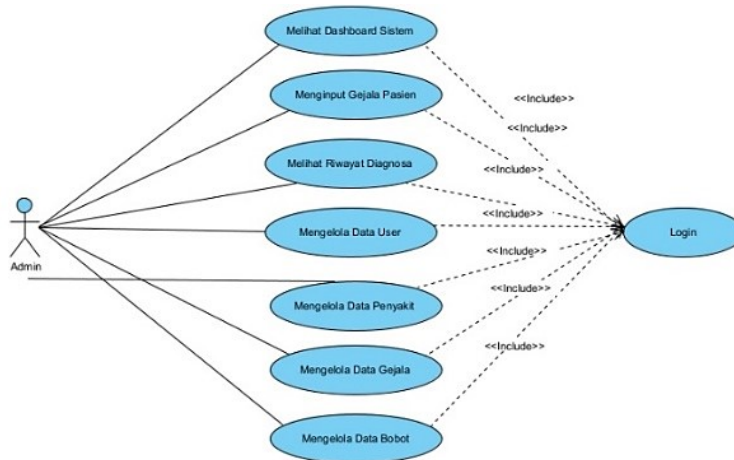 Melihat Dashboard Sistem
Menginput Gejala Pasien
<<Include>>
<<Include>>
Melihat Riwayat Diagnosa
<<Include>>
Mengelola Data User
<<Include>>
Login
Admin
<<Include>>
Mengelola Data Penyakit
<<Include>>
Mengelola Data Gejala
<<Include>>
Mengelola Data Bobot